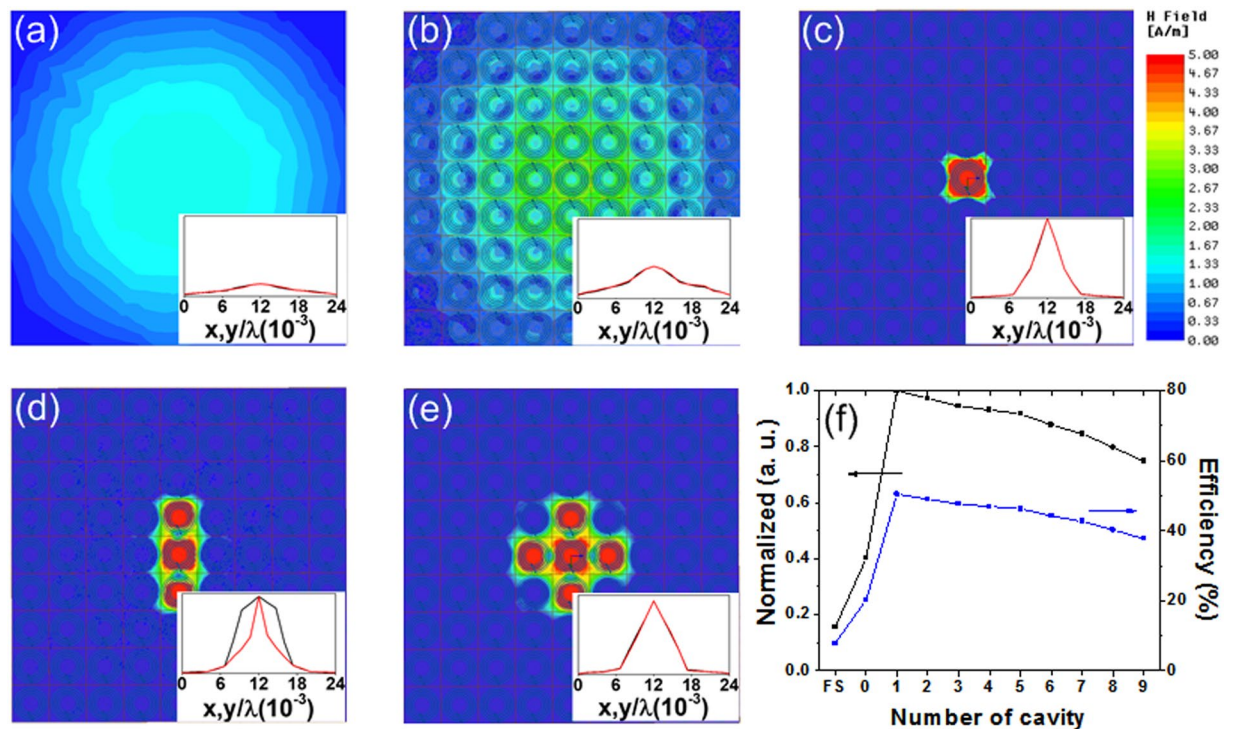 (a)
0 6 12 18 24
x,y/λ(10⁻³)
(b)
0 6 12 18 24
x,y/λ(10⁻³)
(c)
0 6 12 18 24
x,y/λ(10⁻³)
H Field
[A/m]
5.00
4.67
4.33
4.00
3.67
3.33
3.00
2.67
2.33
2.00
1.67
1.33
1.00
0.67
0.33
0.00
(d)
0 6 12 18 24
x,y/λ(10⁻³)
(e)
0 6 12 18 24
x,y/λ(10⁻³)
(f)
Normalized (a. u.)
1.0
0.8
0.6
0.4
0.2
0.0
80
60
40
20
0
Efficiency (%)
FS 0 1 2 3 4 5 6 7 8 9
Number of cavity